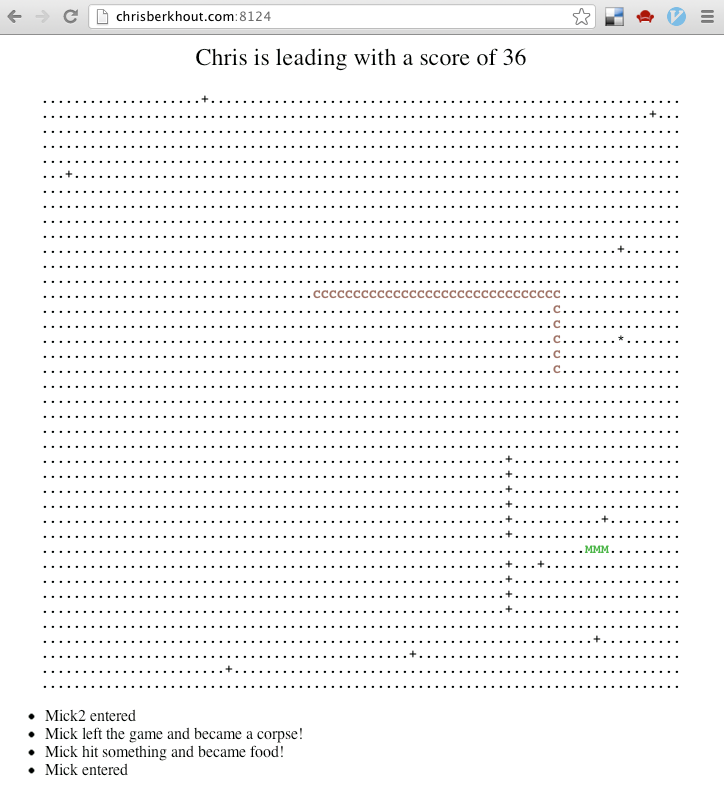 chrisberkhout.com:8124
Chris is leading with a score of 36
....................+...........................................................
............................................................................+...
................................................................................
................................................................................
................................................................................
...+............................................................................
................................................................................
................................................................................
................................................................................
................................................................................
........................................................................+.......
................................................................................
................................................................................
..................................ccccccccccccccccccccccccccccccc...............
................................................................c...............
................................................................c...............
................................................................c.......*.......
................................................................c...............
................................................................c...............
................................................................................
................................................................................
................................................................................
................................................................................
................................................................................
..........................................................+.....................
..........................................................+.....................
..........................................................+.....................
..........................................................+.....................
..........................................................+...........+.........
..........................................................+.....................
....................................................................MMM.........
..........................................................+...+.................
..........................................................+.....................
..........................................................+.....................
..........................................................+.....................
................................................................................
.....................................................................+..........
..............................................+.................................
.......................+........................................................
................................................................................
• Mick2 entered
• Mick left the game and became a corpse!
• Mick hit something and became food!
• Mick entered